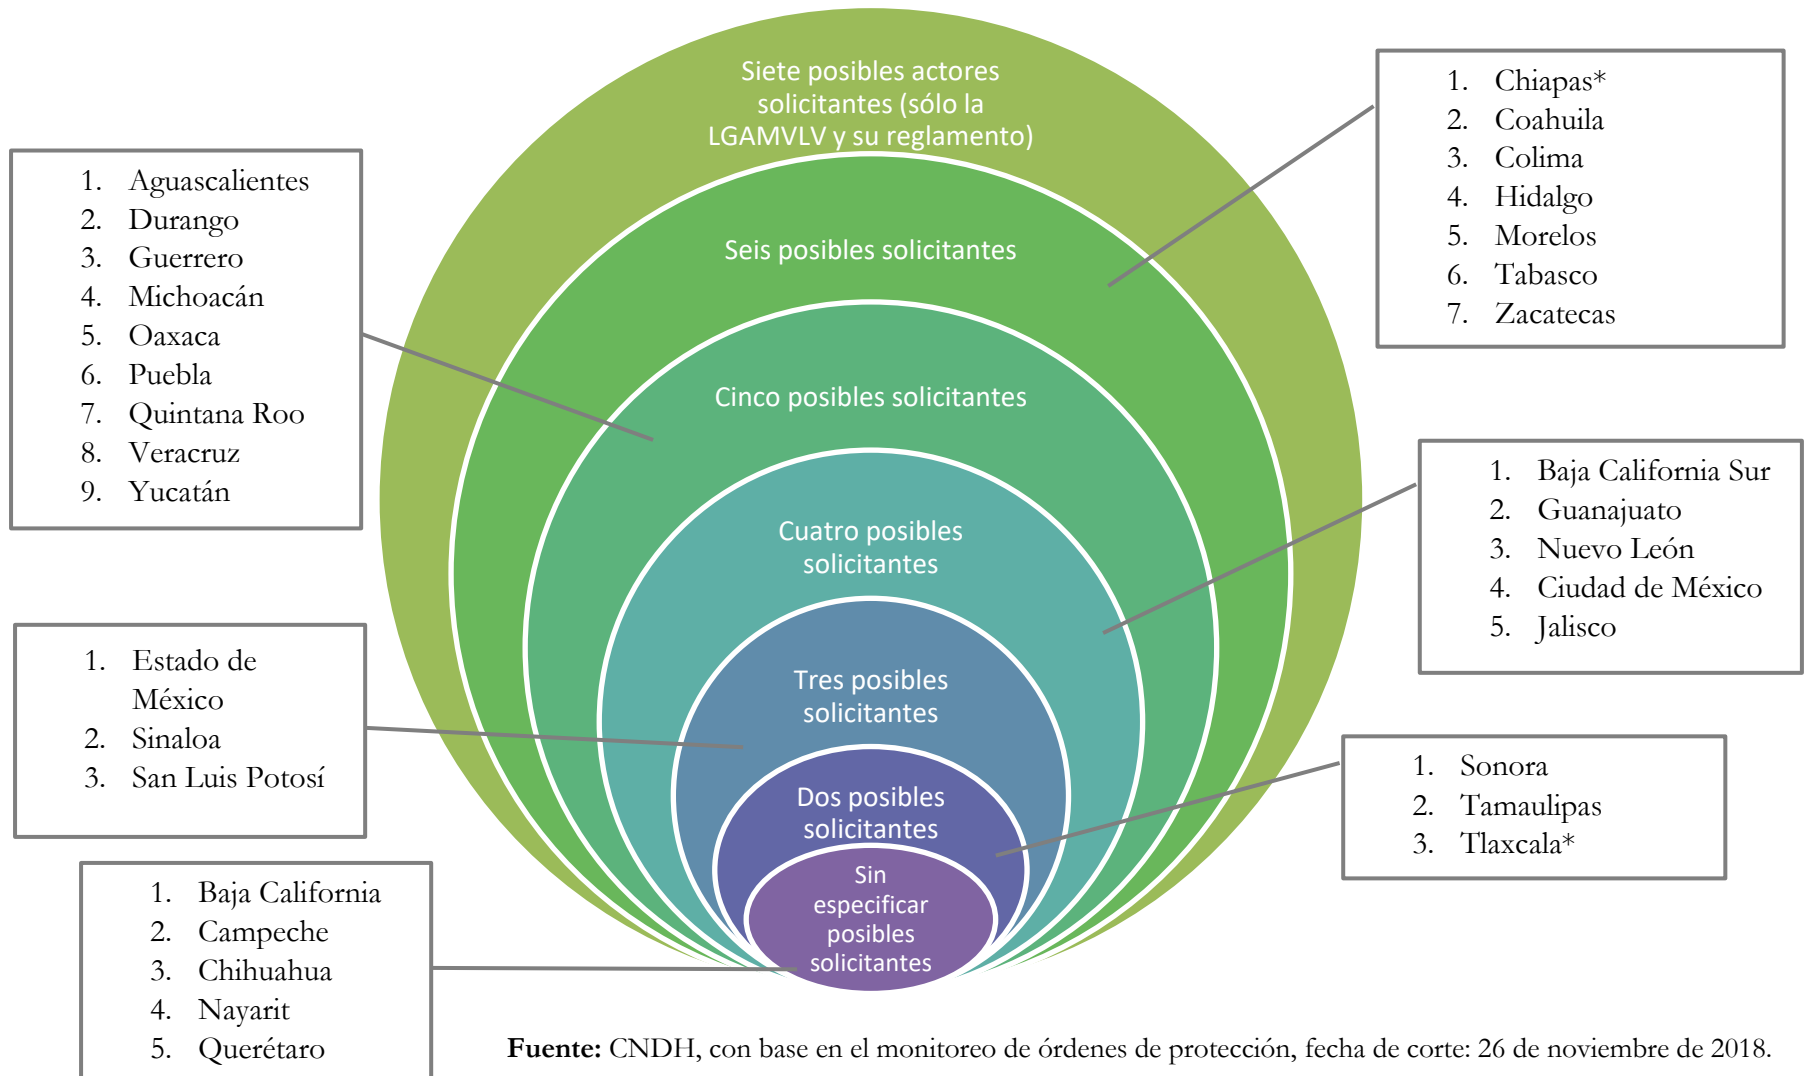 Siete posibles actores
solicitantes (sólo la
LGAMVLV y su reglamento)
Seis posibles solicitantes
Cinco posibles solicitantes
Cuatro posibles
solicitantes
Tres posibles
solicitantes
Dos posibles
solicitantes
Sin
especificar
posibles
solicitantes
1. Aguascalientes
2. Durango
3. Guerrero
4. Michoacán
5. Oaxaca
6. Puebla
7. Quintana Roo
8. Veracruz
9. Yucatán
1. Estado de
México
2. Sinaloa
3. San Luis Potosí
1. Baja California
2. Campeche
3. Chihuahua
4. Nayarit
5. Querétaro
1. Chiapas*
2. Coahuila
3. Colima
4. Hidalgo
5. Morelos
6. Tabasco
7. Zacatecas
1. Baja California Sur
2. Guanajuato
3. Nuevo León
4. Ciudad de México
5. Jalisco
1. Sonora
2. Tamaulipas
3. Tlaxcala*
Fuente: CNDH, con base en el monitoreo de órdenes de protección, fecha de corte: 26 de noviembre de 2018.